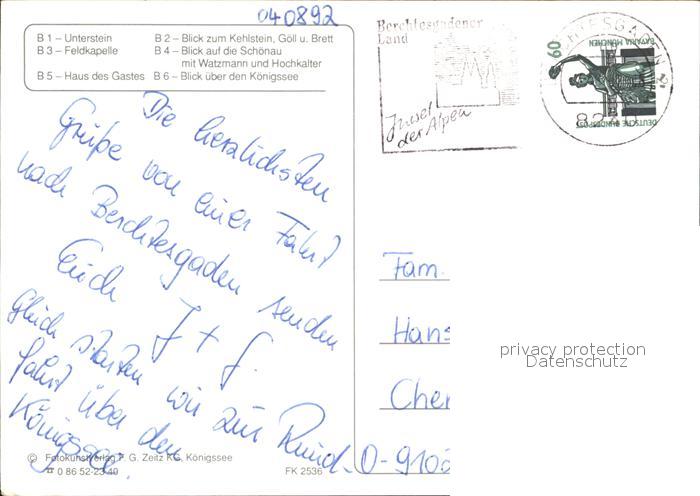 040892
B 1 – Unterstein
B 2 – Blick zum Kehlstein, Göll u. Brett
B 3 – Feldkapelle
B 4 – Blick auf die Schönau
mit Watzmann und Hochkalter
B 5 – Haus des Gastes
B 6 – Blick über den Königssee
Berchtesgadener
Land
Insel
der Alpen
60
BAYARIA MÜNCHEN
DEUTSCHE BUNDESPOST
Die herzlichsten
Grüße von einer Fahrt
nach Berchtesgaden senden
Euch J + G.
Gleich starten wir zur Rund-
fahrt über den
Königssee.
Fam.
Hans
Chem
O-9100
privacy protection
Datenschutz
© Fotokunstverlag F. G. Zeitz KG, Königssee
☎ 0 86 52-23 40
FK 2536